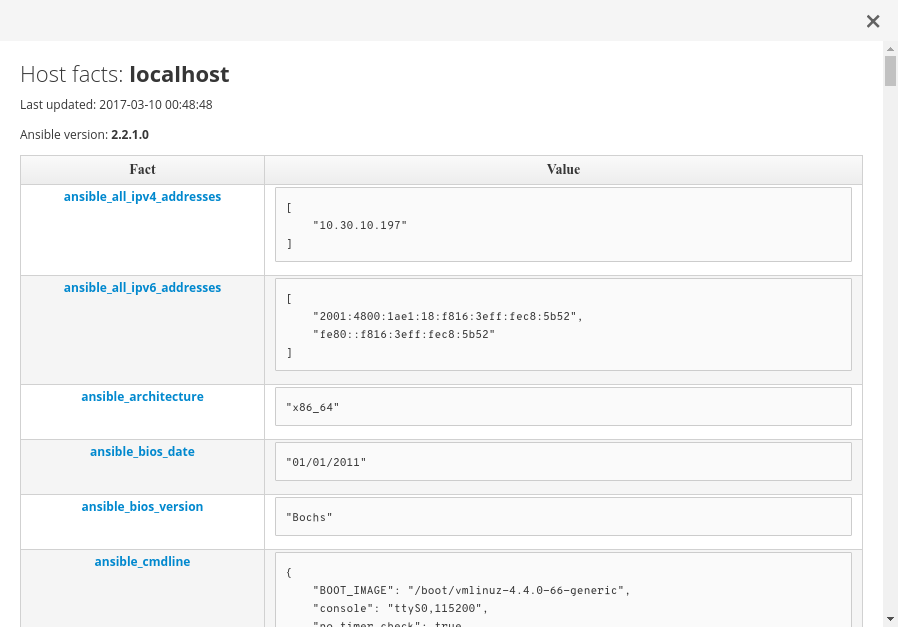 Host facts: localhost
Last updated: 2017-03-10 00:48:48
Ansible version: 2.2.1.0
Fact Value
ansible_all_ipv4_addresses
[
    "10.30.10.197"
]
ansible_all_ipv6_addresses
[
    "2001:4800:1ae1:18:f816:3eff:fec8:5b52",
    "fe80::f816:3eff:fec8:5b52"
]
ansible_architecture
"x86_64"
ansible_bios_date
"01/01/2011"
ansible_bios_version
"Bochs"
ansible_cmdline
{
    "BOOT_IMAGE": "/boot/vmlinuz-4.4.0-66-generic",
    "console": "ttyS0,115200",
    "no_timer_check": true